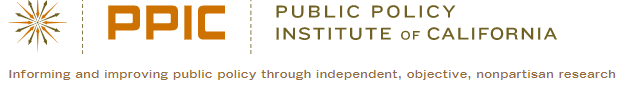 PPIC
PUBLIC POLICY
INSTITUTE OF CALIFORNIA
Informing and improving public policy through independent, objective, nonpartisan research